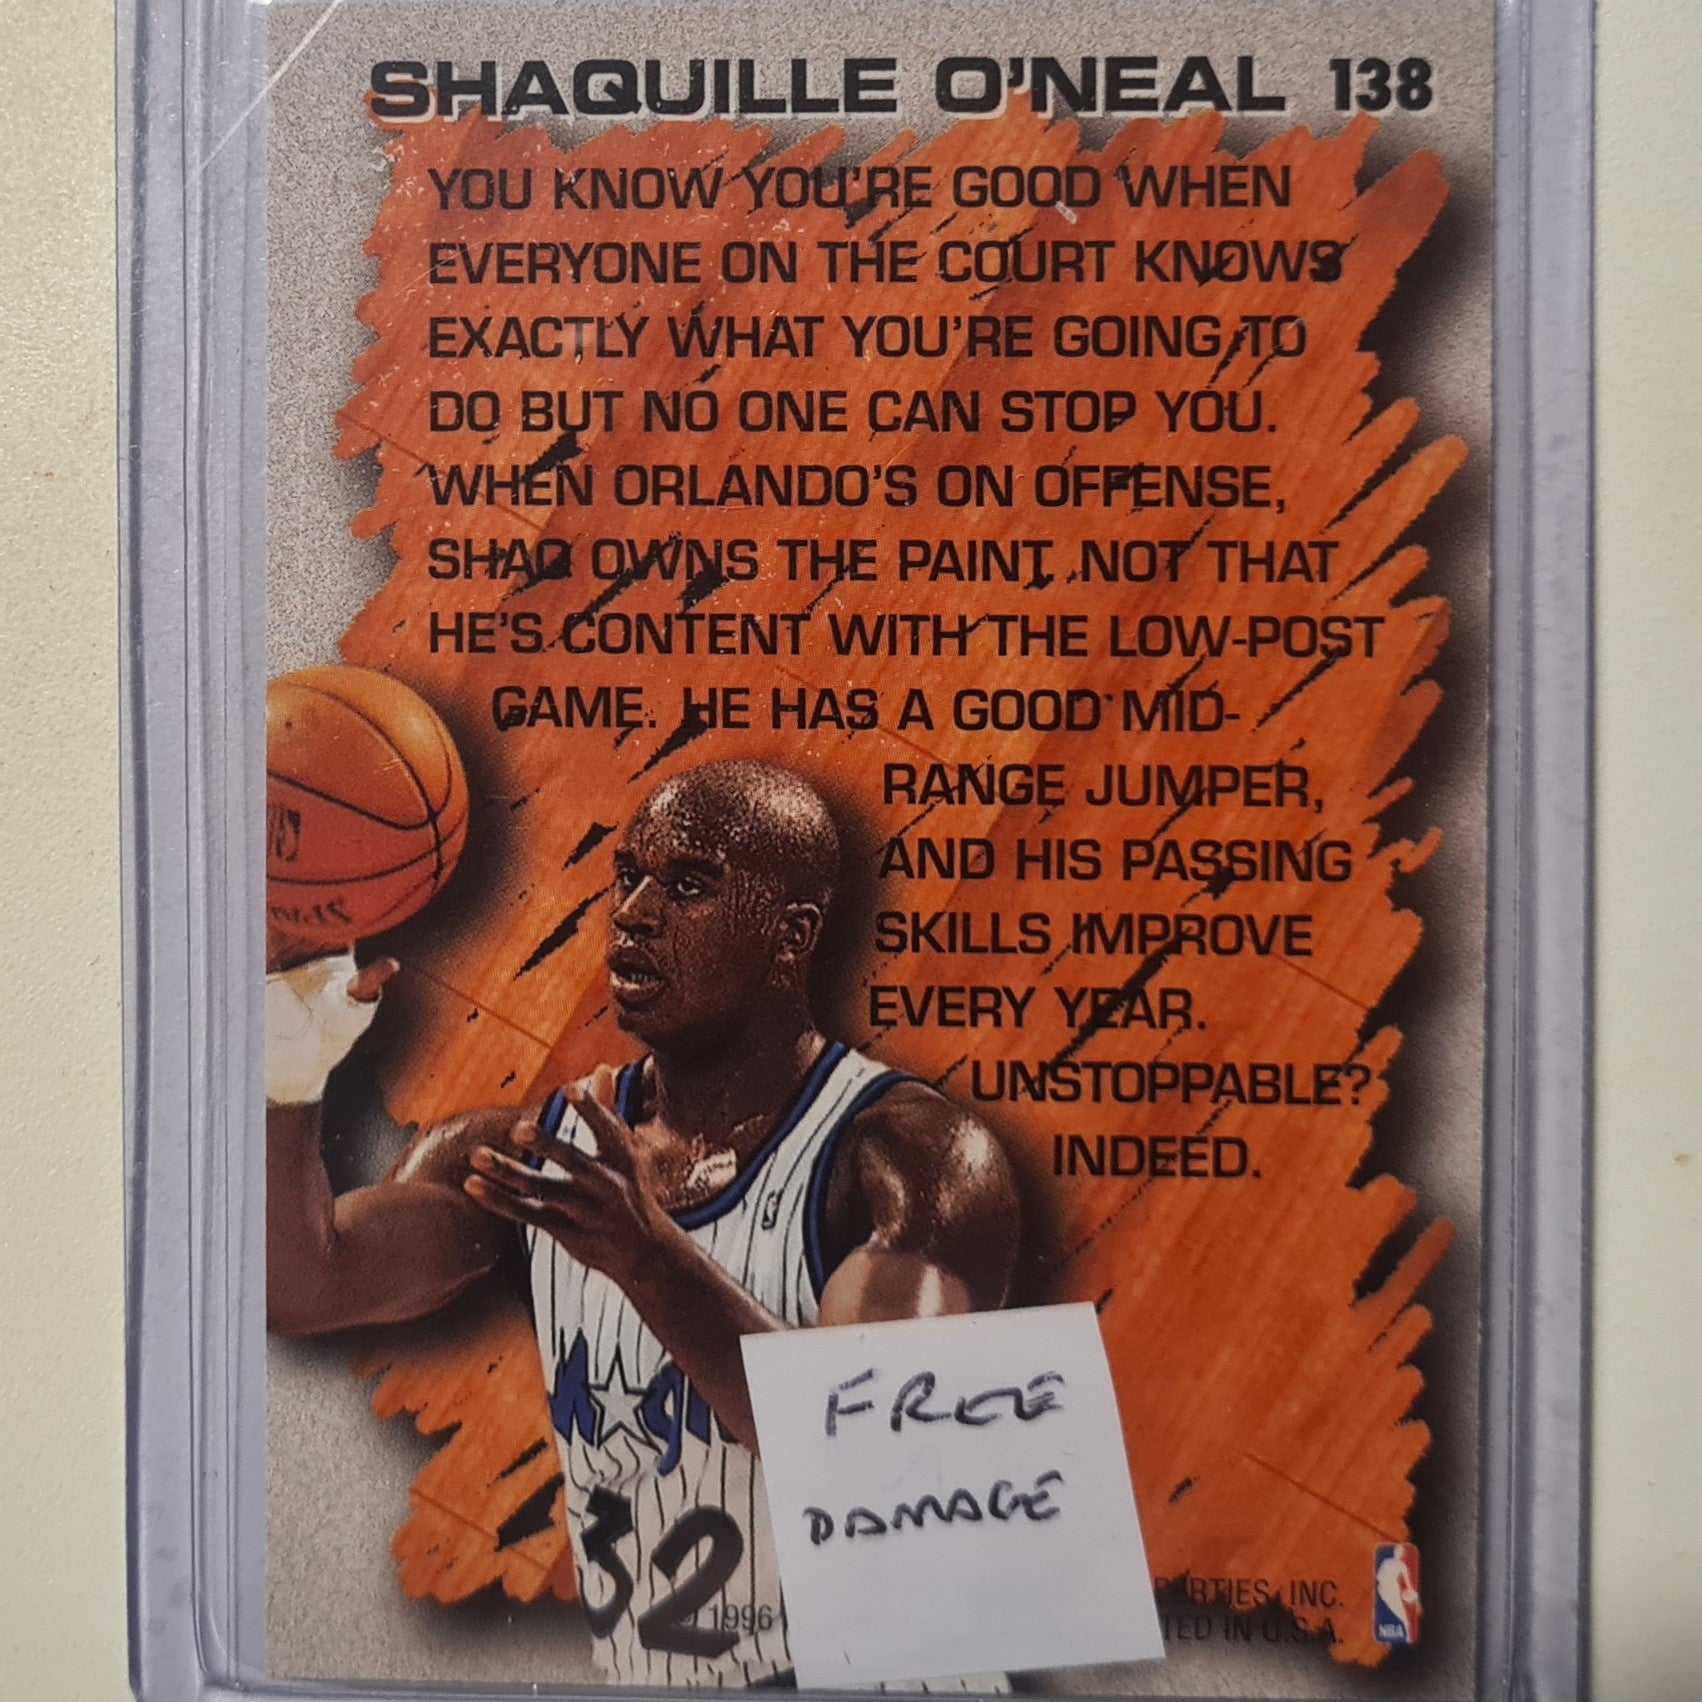 SHAQUILLE O'NEAL 138
YOU KNOW YOU'RE GOOD WHEN
EVERYONE ON THE COURT KNOWS
EXACTLY WHAT YOU'RE GOING TO
DO BUT NO ONE CAN STOP YOU.
WHEN ORLANDO'S ON OFFENSE,
SHAQ OWNS THE PAINT. NOT THAT
HE'S CONTENT WITH THE LOW-POST
GAME. HE HAS A GOOD MID-
RANGE JUMPER,
AND HIS PASSING
SKILLS IMPROVE
EVERY YEAR.
UNSTOPPABLE?
INDEED.
MAGI
32
FREE
DAMAGE
PERTIES, INC.
1996
TED IN U.S.A.
NBA